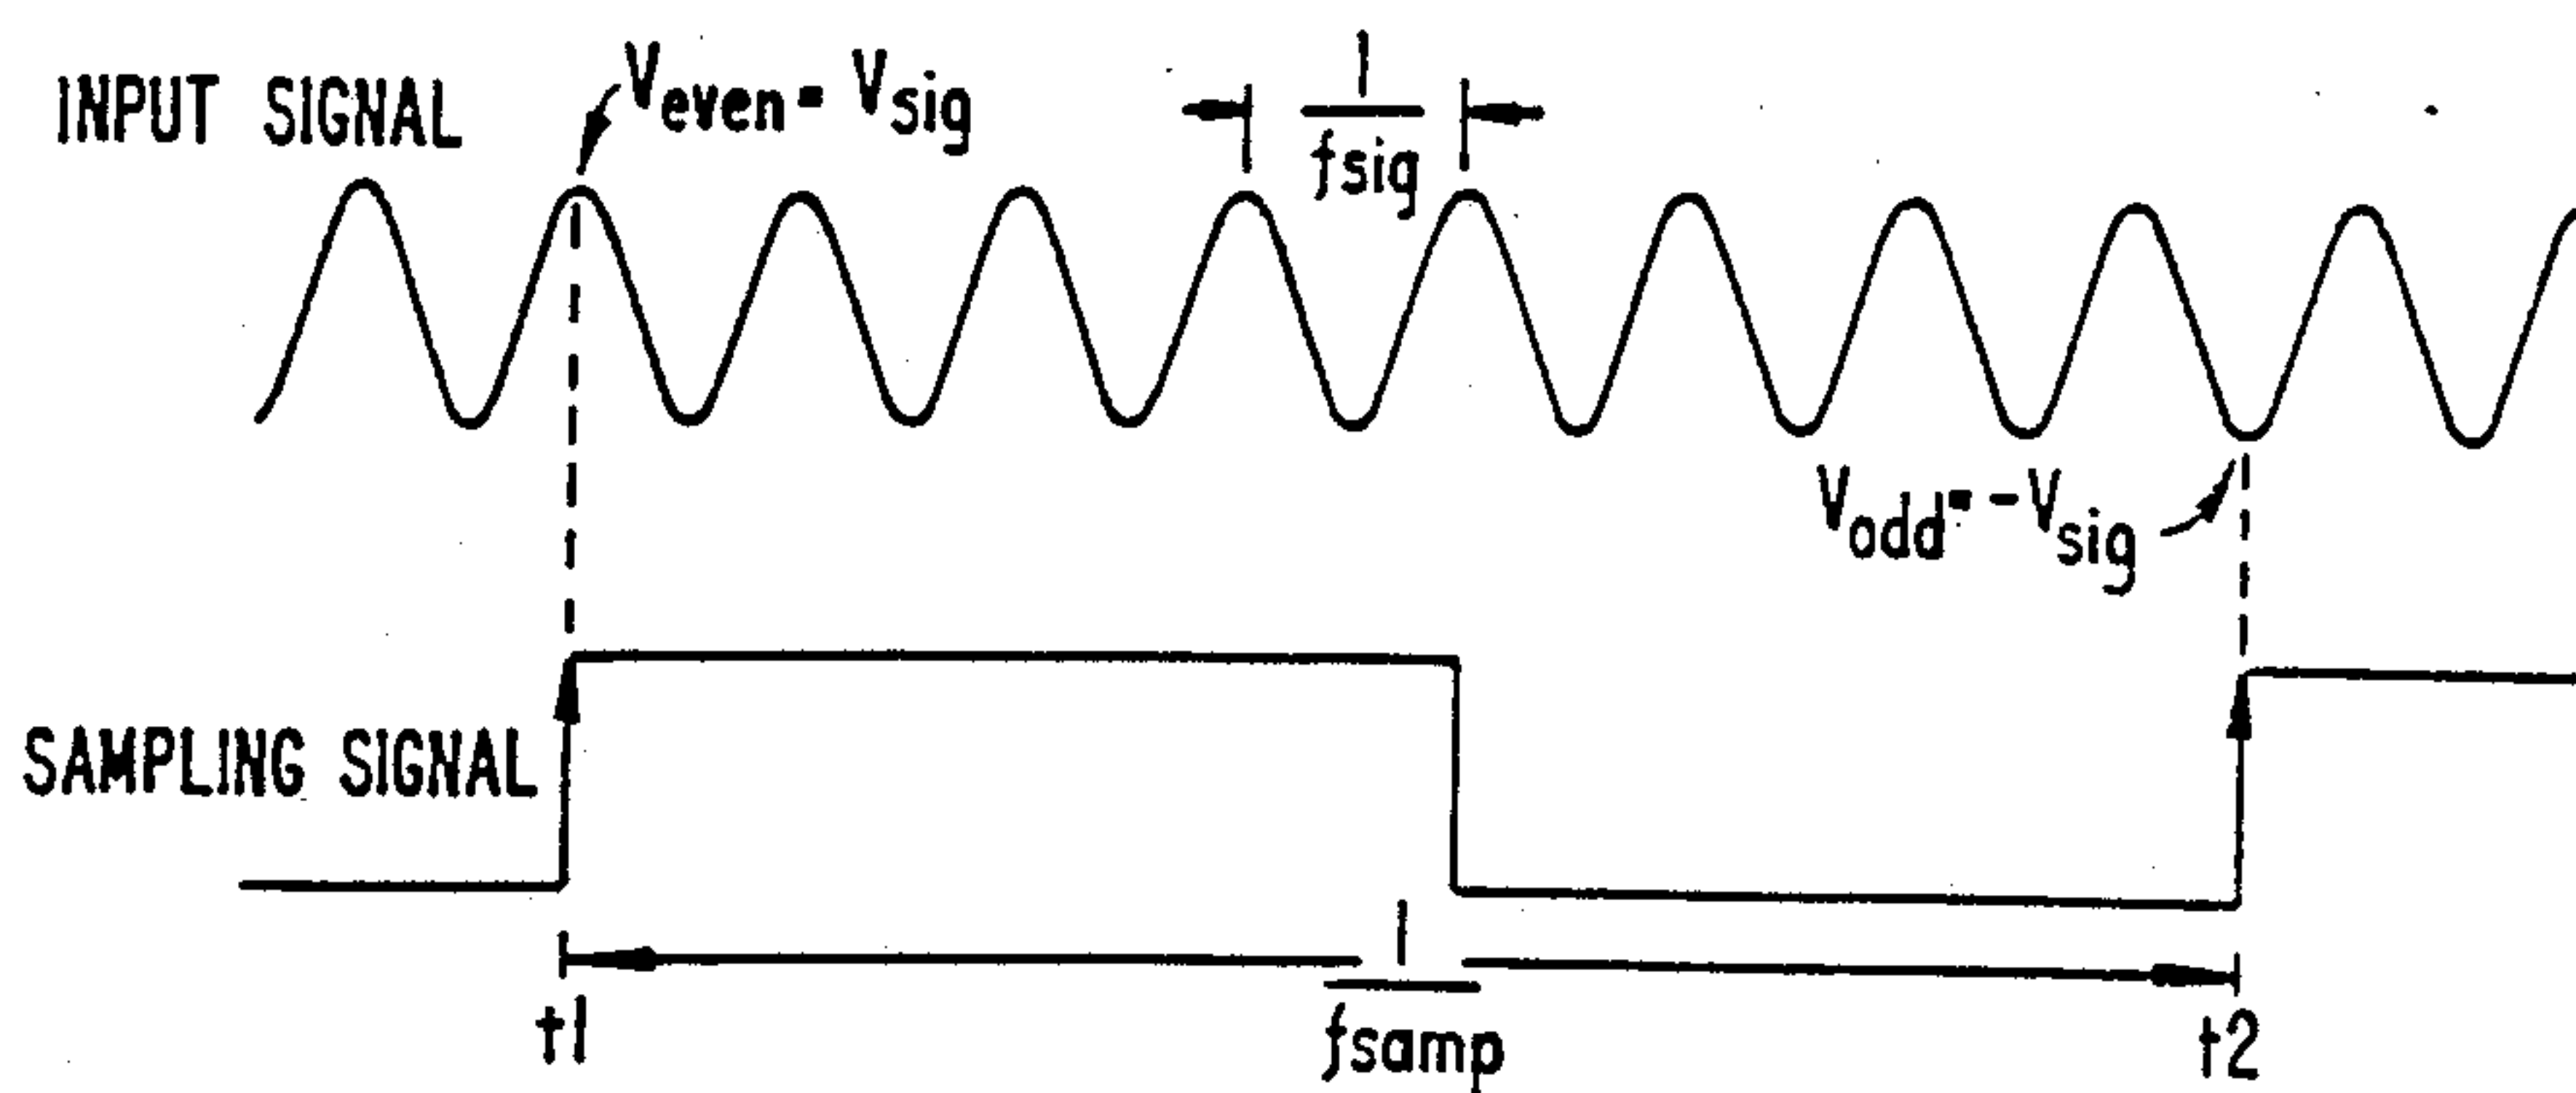 INPUT SIGNAL
Veven = Vsig
1
fsig
Vodd = -Vsig
SAMPLING SIGNAL
1
fsamp
t1
t2